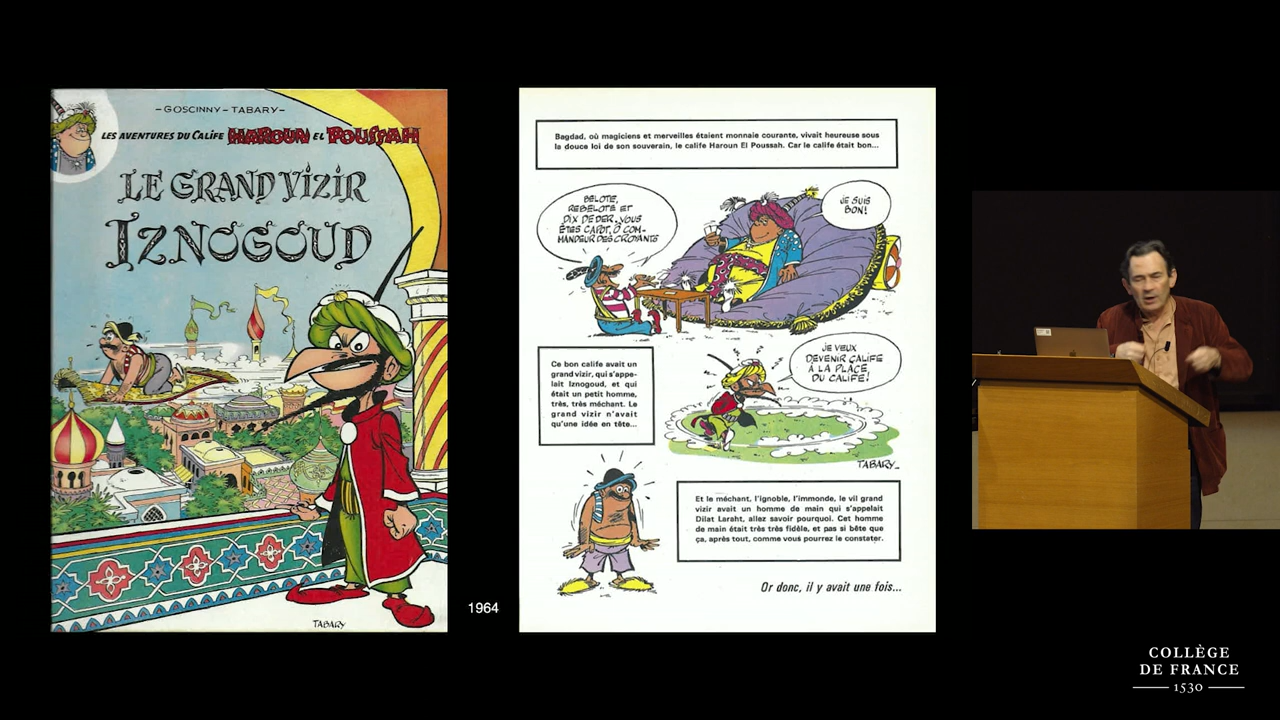 -GOSCINNY-TABARY-
LES AVENTURES DU CALIFE HAROUN EL POUSSAH
LE GRAND VIZIR
IZNOGOUD
TABARY
1964
Bagdad, où magiciens et merveilles étaient monnaie courante, vivait heureuse sous
la douce loi de son souverain, le calife Haroun El Poussah. Car le calife était bon...
BELOTE,
REBELOTE ET
DIX DE DER, VOUS
ÊTES CAPOT, Ô COM-
MANDEUR DES CROYANTS
JE SUIS
BON!
Ce bon calife avait un
grand vizir, qui s'appe-
lait Iznogoud, et qui
était un petit homme,
très, très méchant. Le
grand vizir n'avait
qu'une idée en tête...
JE VEUX
DEVENIR CALIFE
À LA PLACE
DU CALIFE!
TABARY_
Et le méchant, l'ignoble, l'immonde, le vil grand
vizir avait un homme de main qui s'appelait
Dilat Laraht, allez savoir pourquoi. Cet homme
de main était très très fidèle, et pas si bête que
ça, après tout, comme vous pourrez le constater.
Or donc, il y avait une fois...
COLLÈGE
DE FRANCE
1530